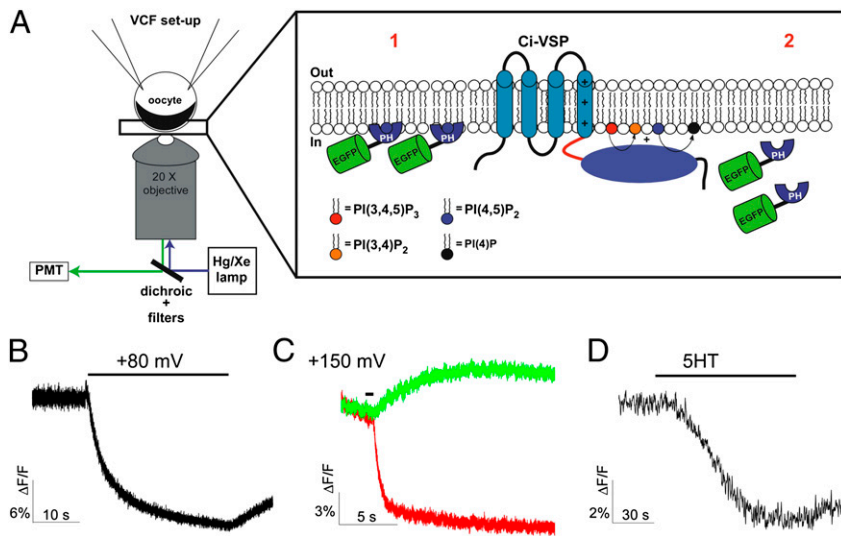 A
VCF set-up
oocyte
20 X
objective
PMT
Hg/Xe
lamp
dichroic
+
filters
1
Ci-VSP
2
Out
In
+
+
+
+
PH
PH
EGFP
EGFP
EGFP
PH
EGFP
PH
= PI(3,4,5)P₃
= PI(4,5)P₂
= PI(3,4)P₂
= PI(4)P
B
+80 mV
ΔF/F
6%
10 s
C
+150 mV
ΔF/F
3%
5 s
D
5HT
ΔF/F
2%
30 s